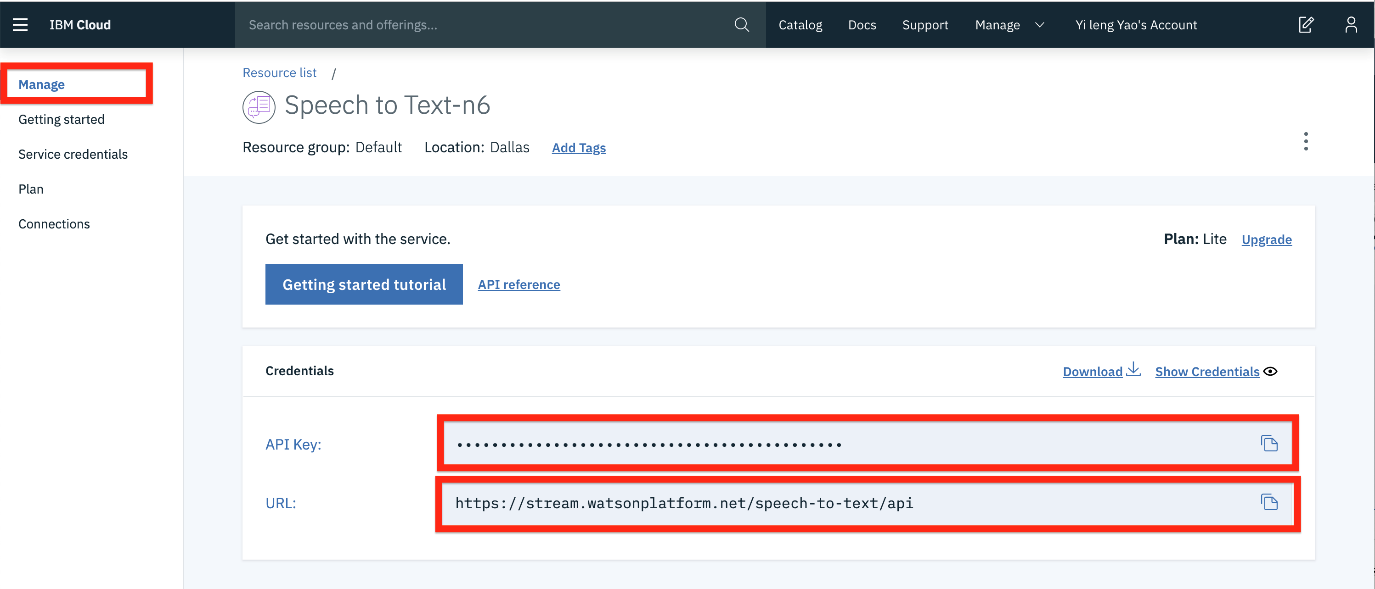 IBM Cloud
Search resources and offerings...
Catalog
Docs
Support
Manage
Yi leng Yao's Account
Manage
Getting started
Service credentials
Plan
Connections
Resource list /
Speech to Text-n6
Resource group: Default Location: Dallas Add Tags
Get started with the service.
Plan: Lite Upgrade
Getting started tutorial API reference
Credentials
Download Show Credentials
API Key: ••••••••••••••••••••••••••••••••••••••••••••
URL: https://stream.watsonplatform.net/speech-to-text/api